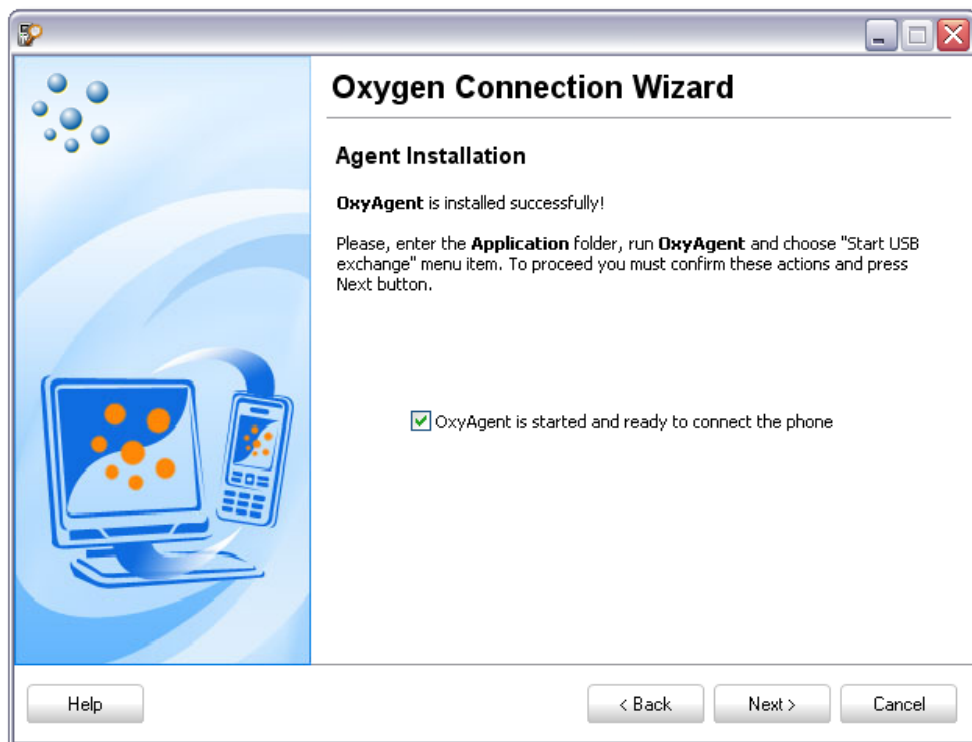 Oxygen Connection Wizard
Agent Installation
OxyAgent is installed successfully!
Please, enter the Application folder, run OxyAgent and choose "Start USB
exchange" menu item. To proceed you must confirm these actions and press
Next button.
OxyAgent is started and ready to connect the phone
Help
< Back
Next >
Cancel